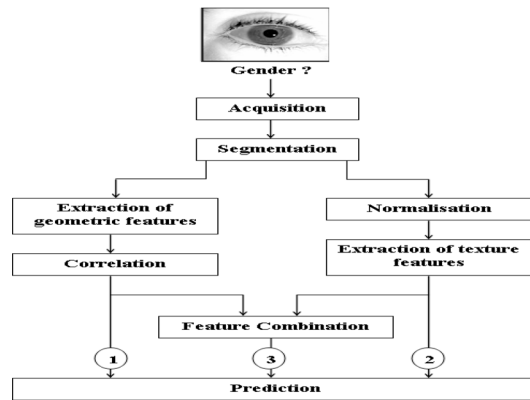 Gender ?
Acquisition
Segmentation
Extraction of
geometric features
Correlation
Normalisation
Extraction of texture
features
Feature Combination
1
3
2
Prediction